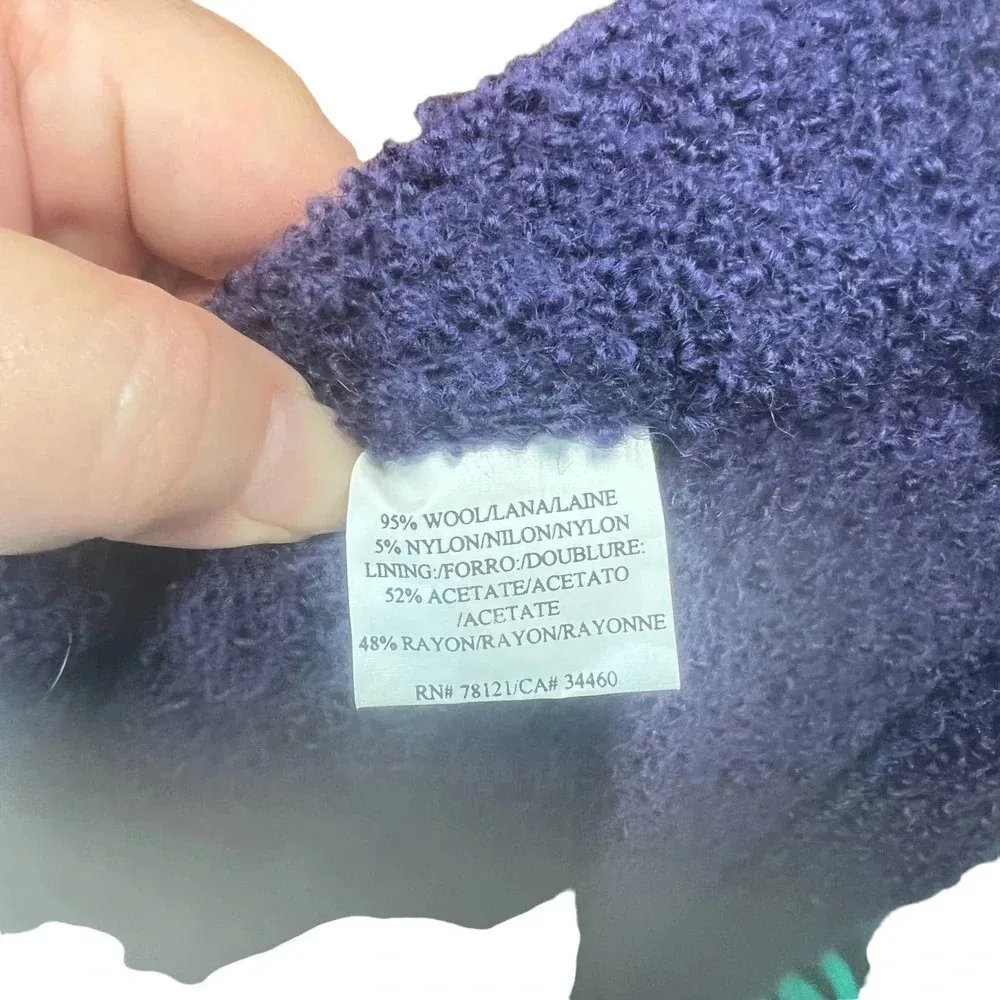 95% WOOL/LANA/LAINE
5% NYLON/NILON/NYLON
LINING:/FORRO:/DOUBLURE:
52% ACETATE/ACETATO
/ACETATE
48% RAYON/RAYON/RAYONNE
RN# 78121/CA# 34460